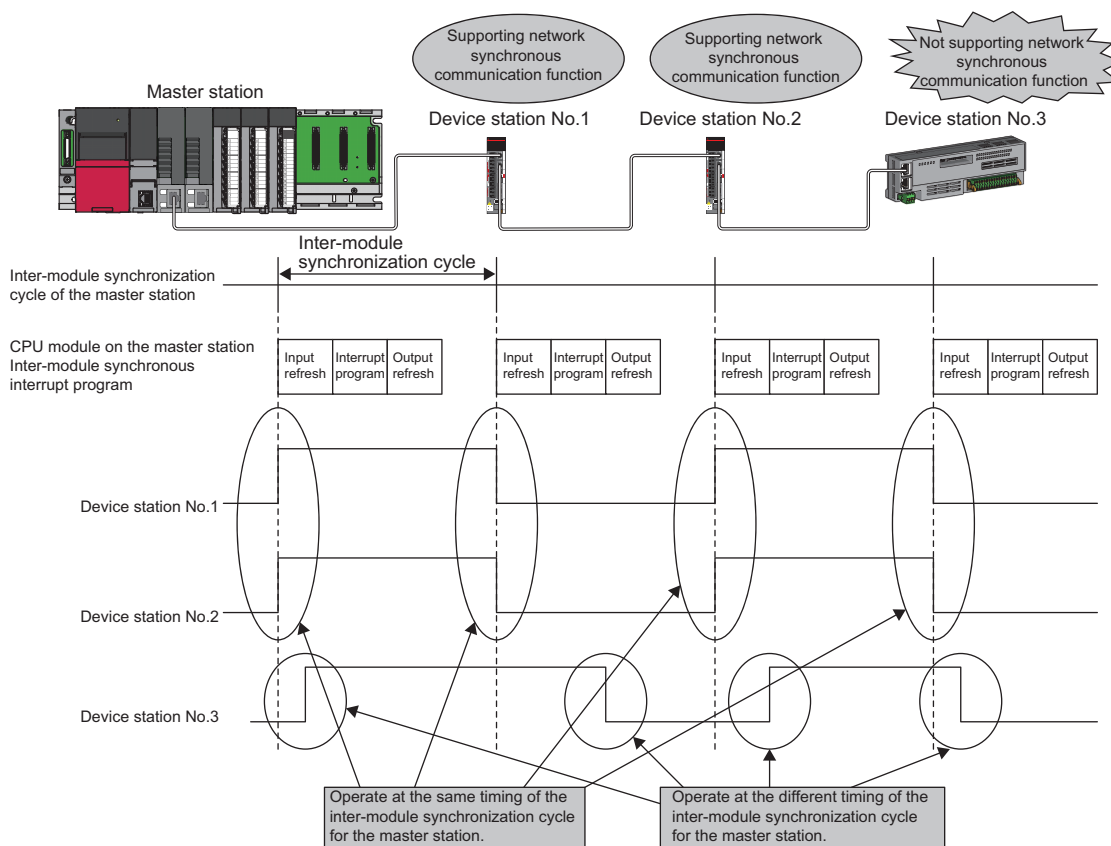 Supporting network
synchronous
communication function
Supporting network
synchronous
communication function
Not supporting network
synchronous
communication function
Master station
Device station No.1
Device station No.2
Device station No.3
Inter-module
synchronization cycle
Inter-module synchronization
cycle of the master station
CPU module on the master station
Inter-module synchronous
interrupt program
Input
refresh
Interrupt
program
Output
refresh
Input
refresh
Interrupt
program
Output
refresh
Input
refresh
Interrupt
program
Output
refresh
Input
refresh
Interrupt
program
Output
refresh
Device station No.1
Device station No.2
Device station No.3
Operate at the same timing of the
inter-module synchronization cycle
for the master station.
Operate at the different timing of the
inter-module synchronization cycle
for the master station.